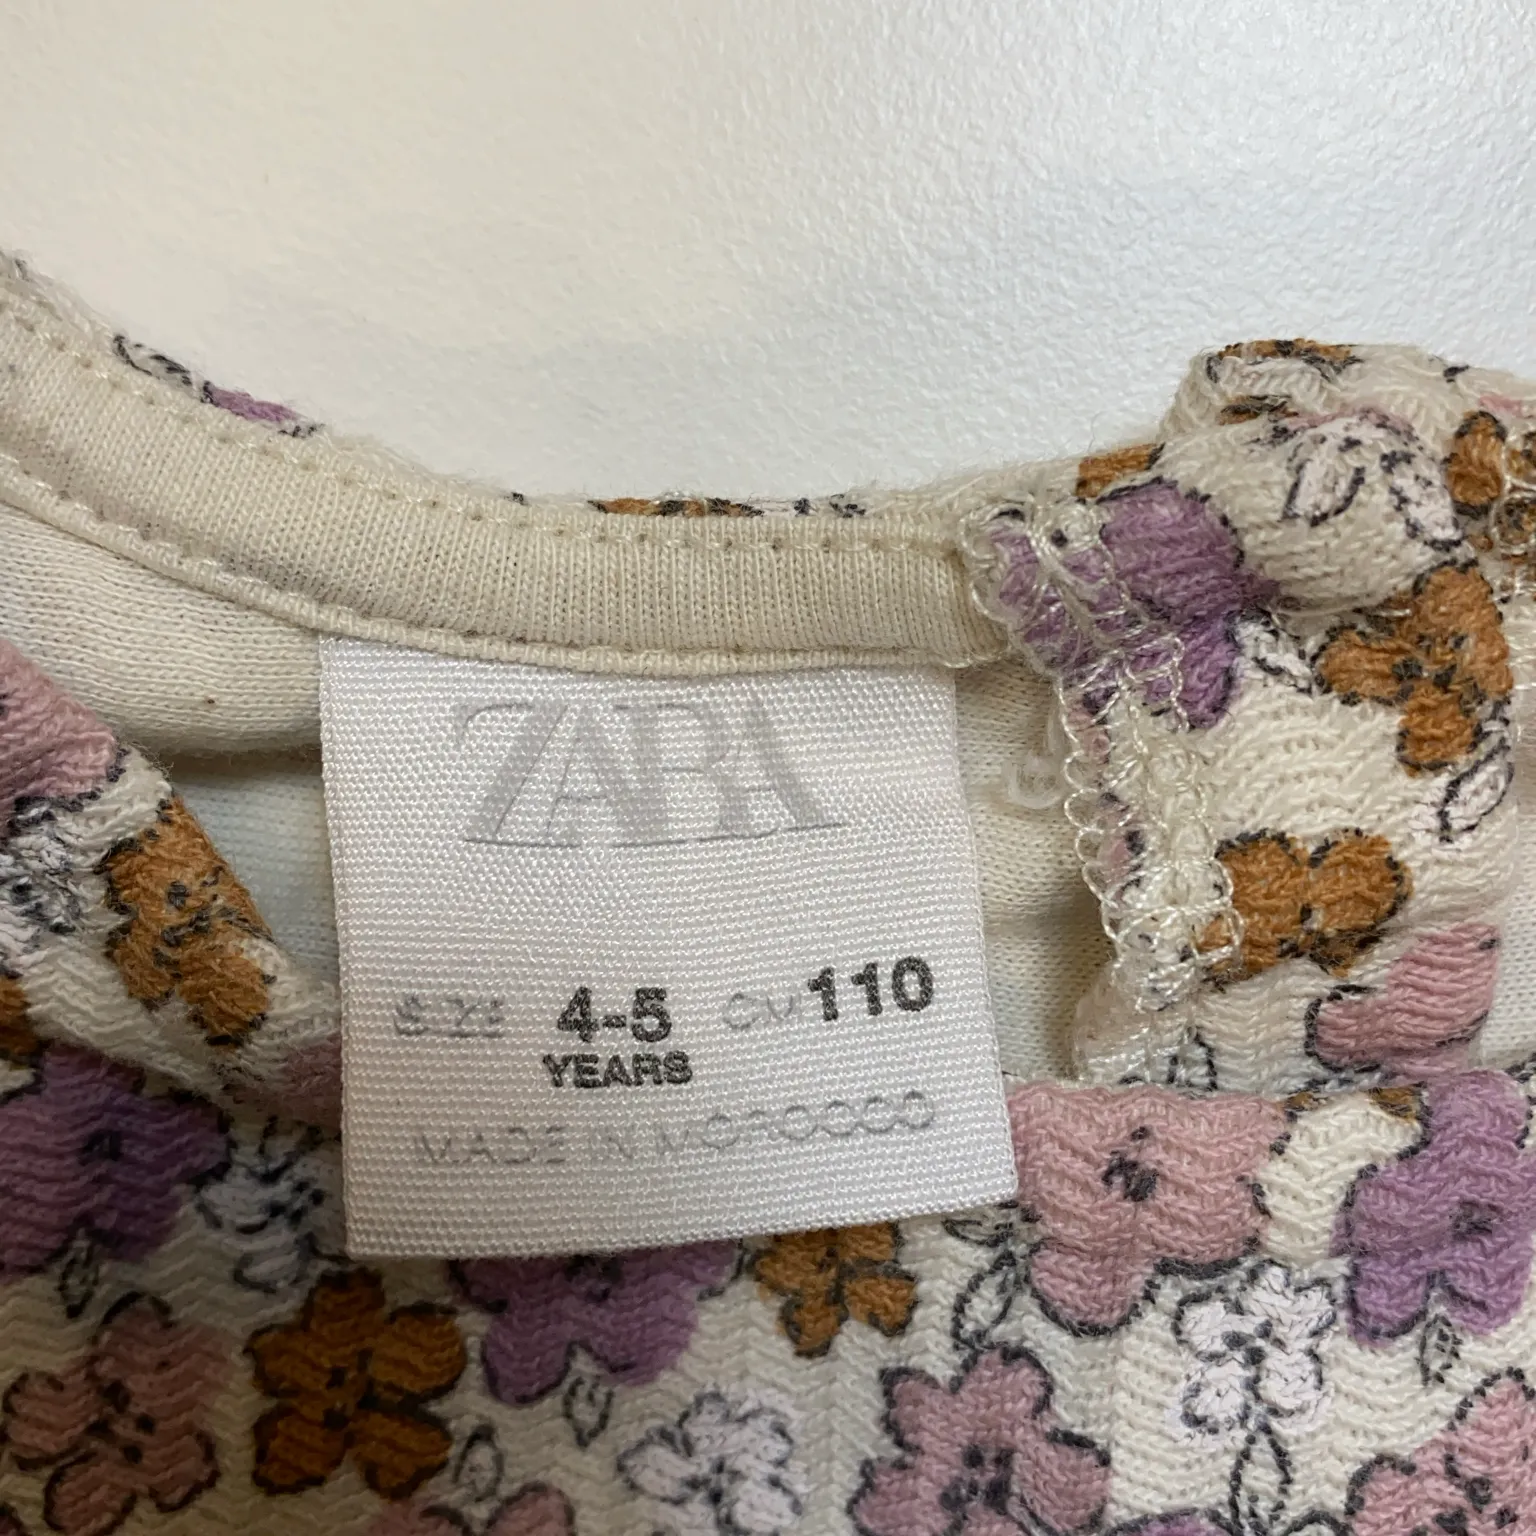 ZARA
SIZE 4-5 CM 110
YEARS
MADE IN MOROCCO